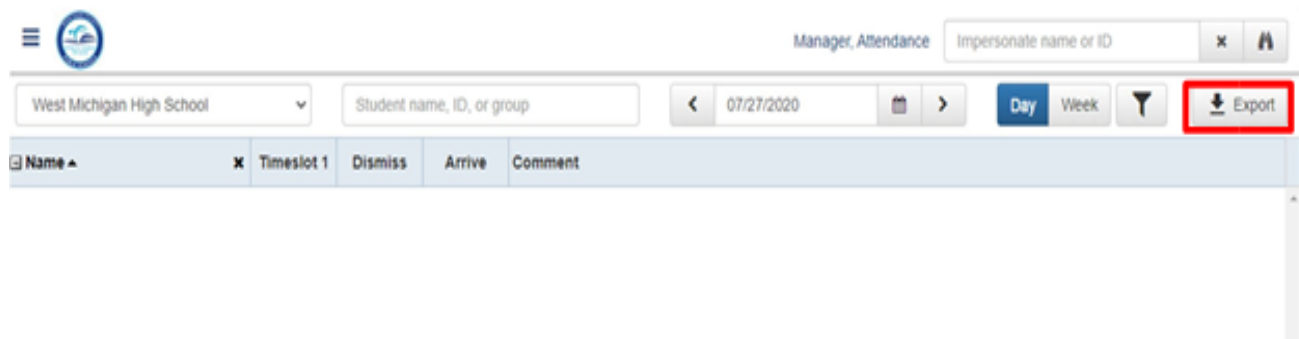 Manager, Attendance Impersonate name or ID
West Michigan High School Student name, ID, or group 07/27/2020 Day Week Export
Name Timeslot 1 Dismiss Arrive Comment